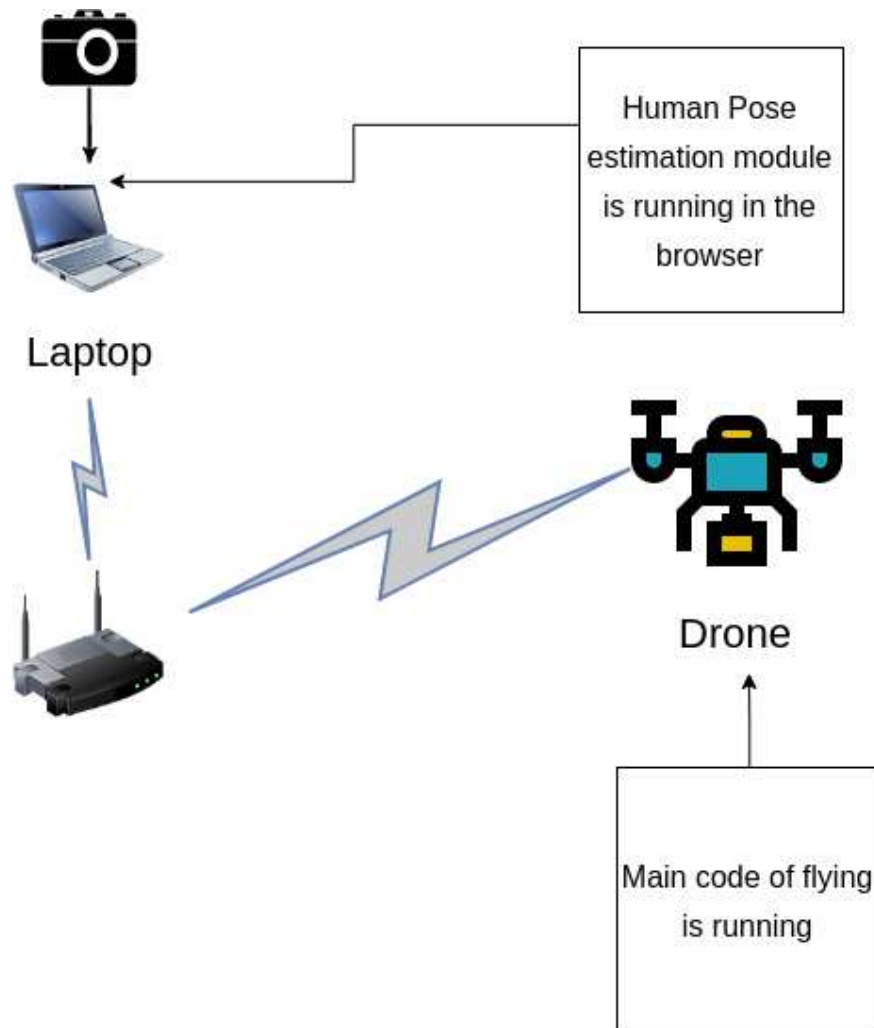 Human Pose
estimation module
is running in the
browser
Laptop
Drone
Main code of flying
is running